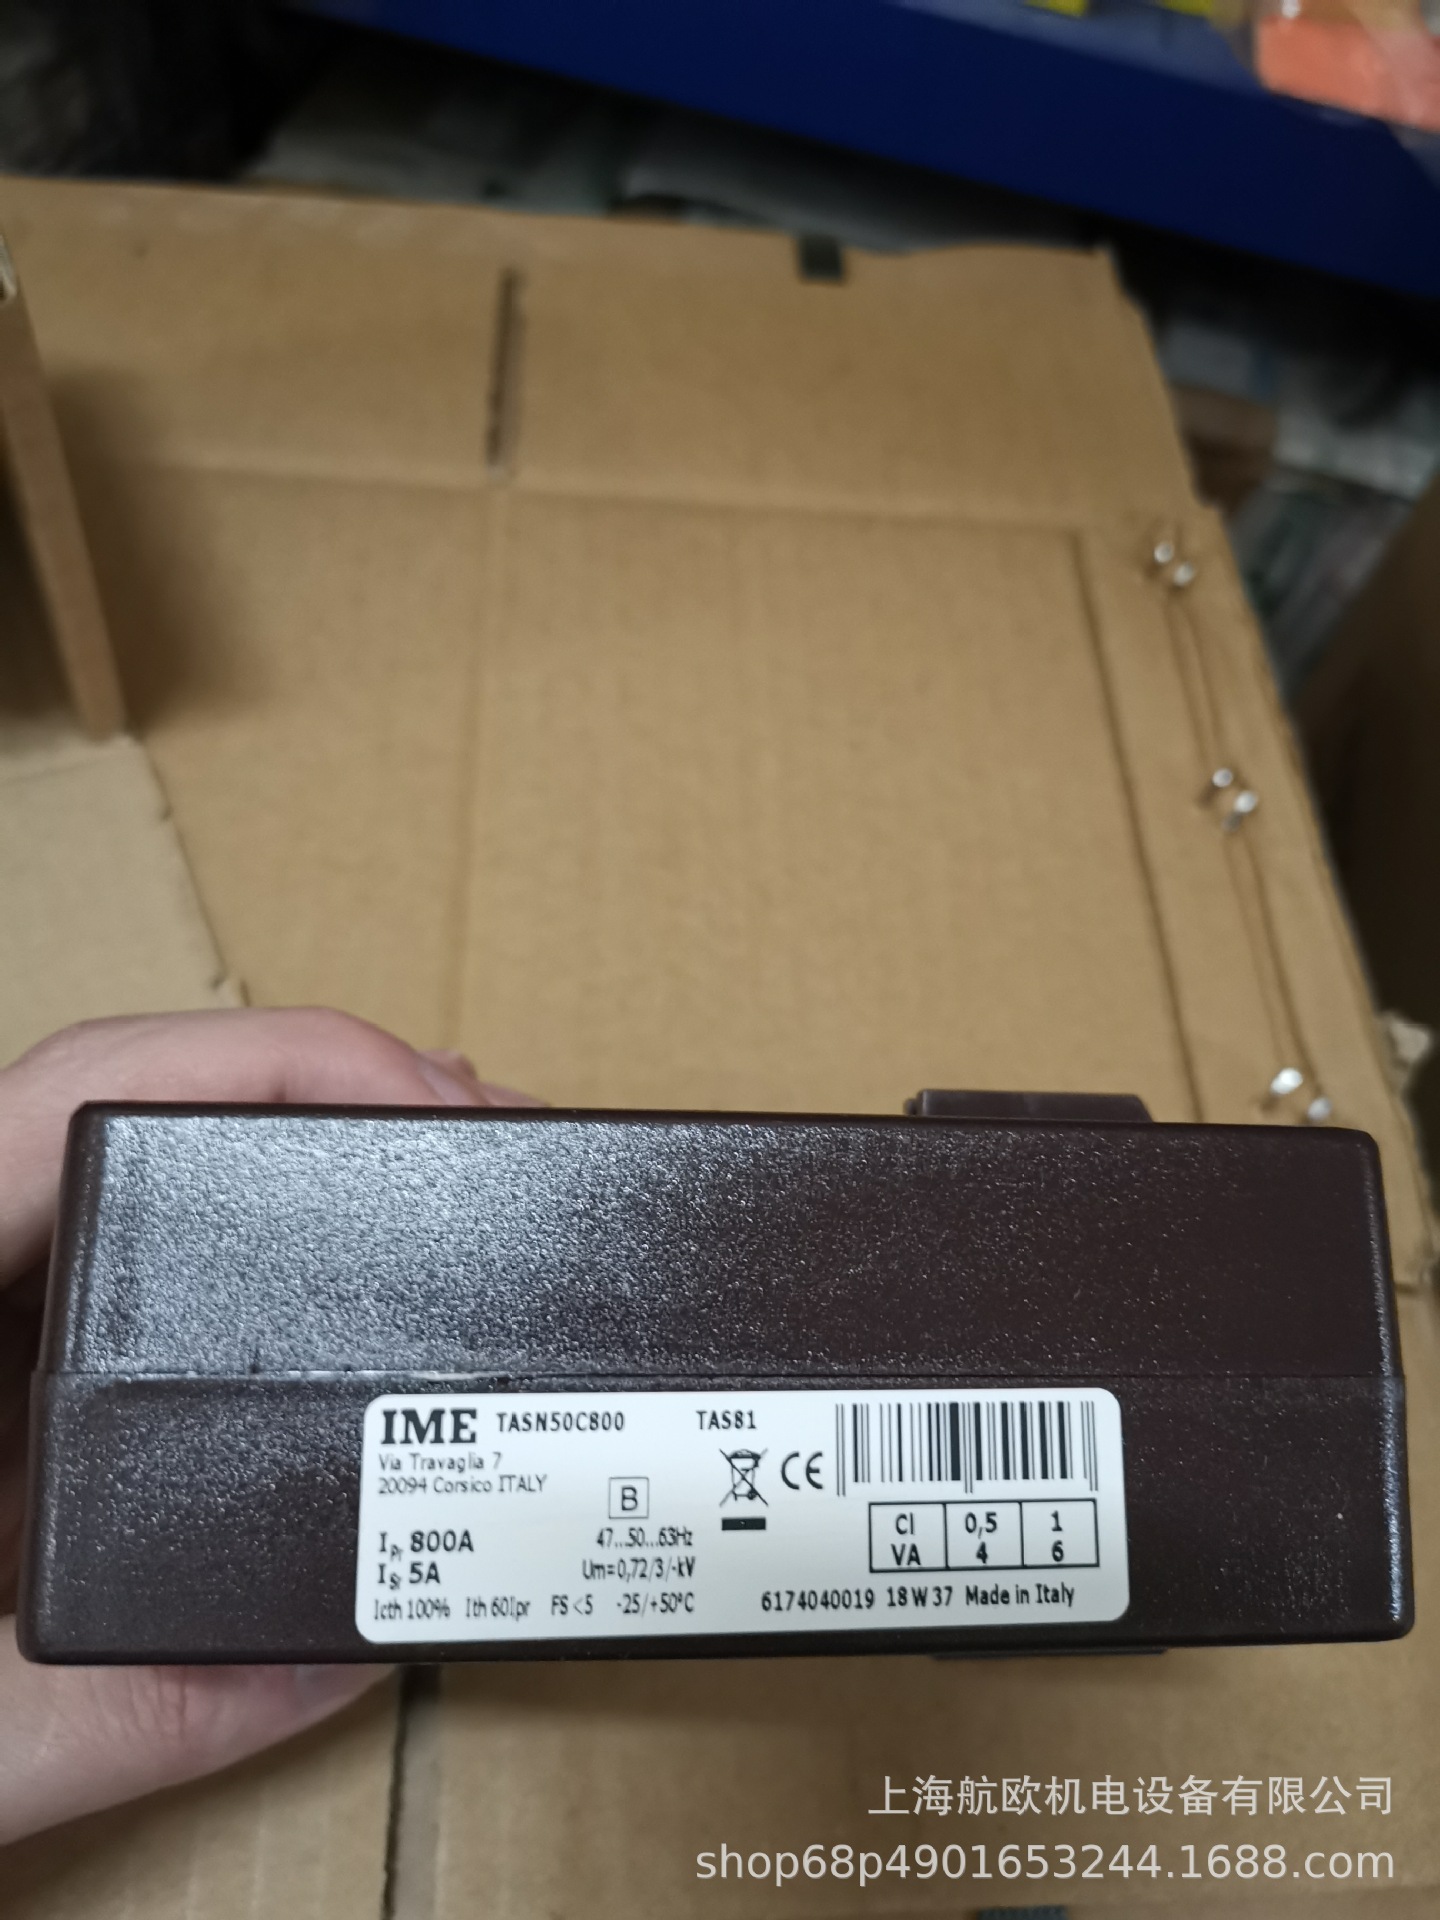 IME TASN50C800 TAS81
Via Travaglia 7
20094 Corsico ITALY
B
CE
Ipr 800A
Isr 5A
47...50...63Hz
Um=0,72/3/-kV
Icth 100% Ith 60Ipr FS<5 -25/+50°C
Cl 0,5 1
VA 4 6
6174040019 18W37 Made in Italy
上海航欧机电设备有限公司
shop68p4901653244.1688.com